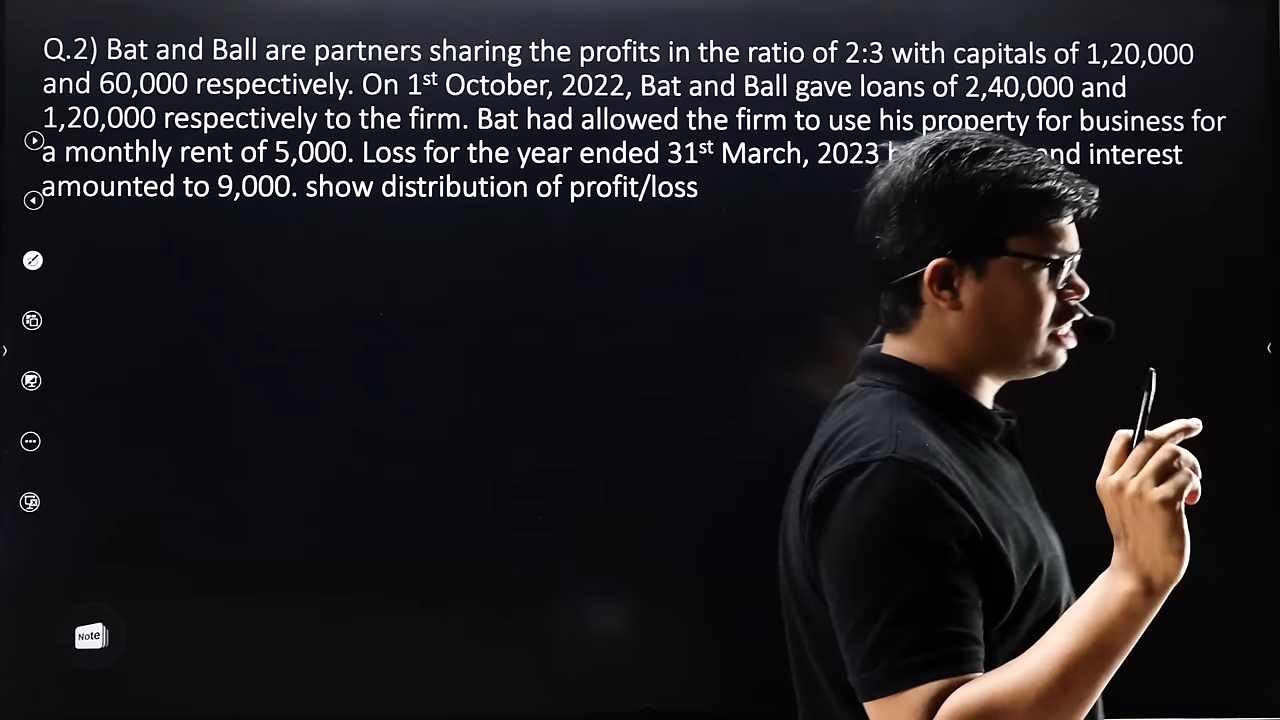 Q.2) Bat and Ball are partners sharing the profits in the ratio of 2:3 with capitals of 1,20,000
and 60,000 respectively. On 1st October, 2022, Bat and Ball gave loans of 2,40,000 and
1,20,000 respectively to the firm. Bat had allowed the firm to use his property for business for
a monthly rent of 5,000. Loss for the year ended 31st March, 2023 and interest
amounted to 9,000. show distribution of profit/loss
Note